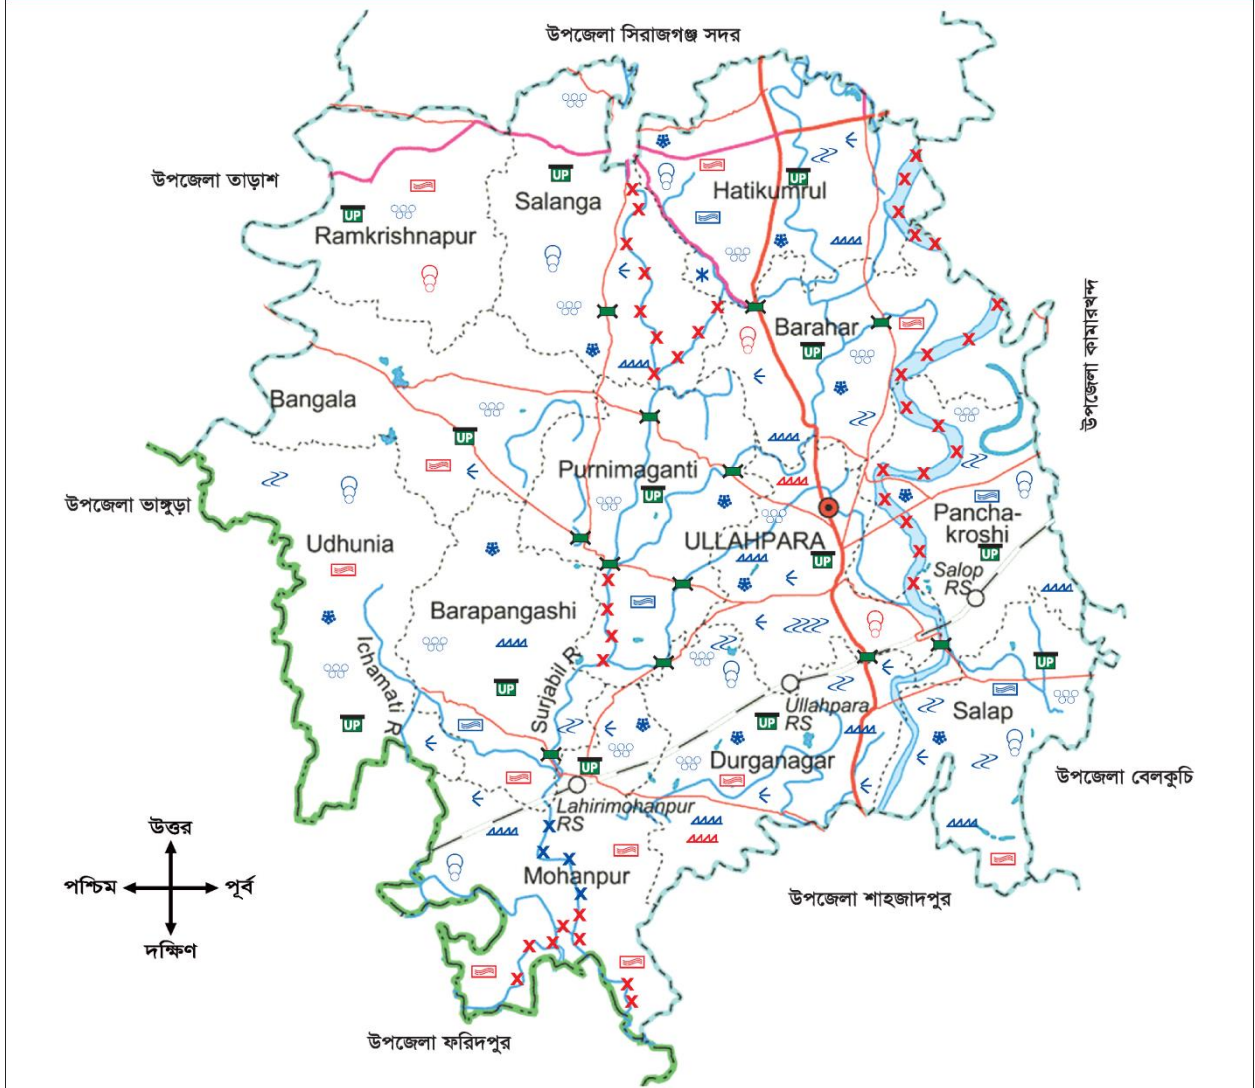 উপজেলা সিরাজগঞ্জ সদর
উপজেলা তাড়াশ
UP
Salanga
UP
Hatikumrul
UP
Ramkrishnapur
উপজেলা কামারখন্দ
Barahar
UP
Bangala
UP
Purnimaganti
UP
উপজেলা ভাঙ্গুড়া
Udhunia
ULLAHPARA
UP
Pancha-
kroshi
UP
Salop
RS
Barapangashi
UP
Ichamati R
Surjabil R.
UP
UP
Salap
Ullahpara
RS
UP
Durganagar
উপজেলা বেলকুচি
UP
Lahirimohanpur
RS
Mohanpur
উত্তর
পশ্চিম পূর্ব
দক্ষিণ
উপজেলা শাহজাদপুর
উপজেলা ফরিদপুর